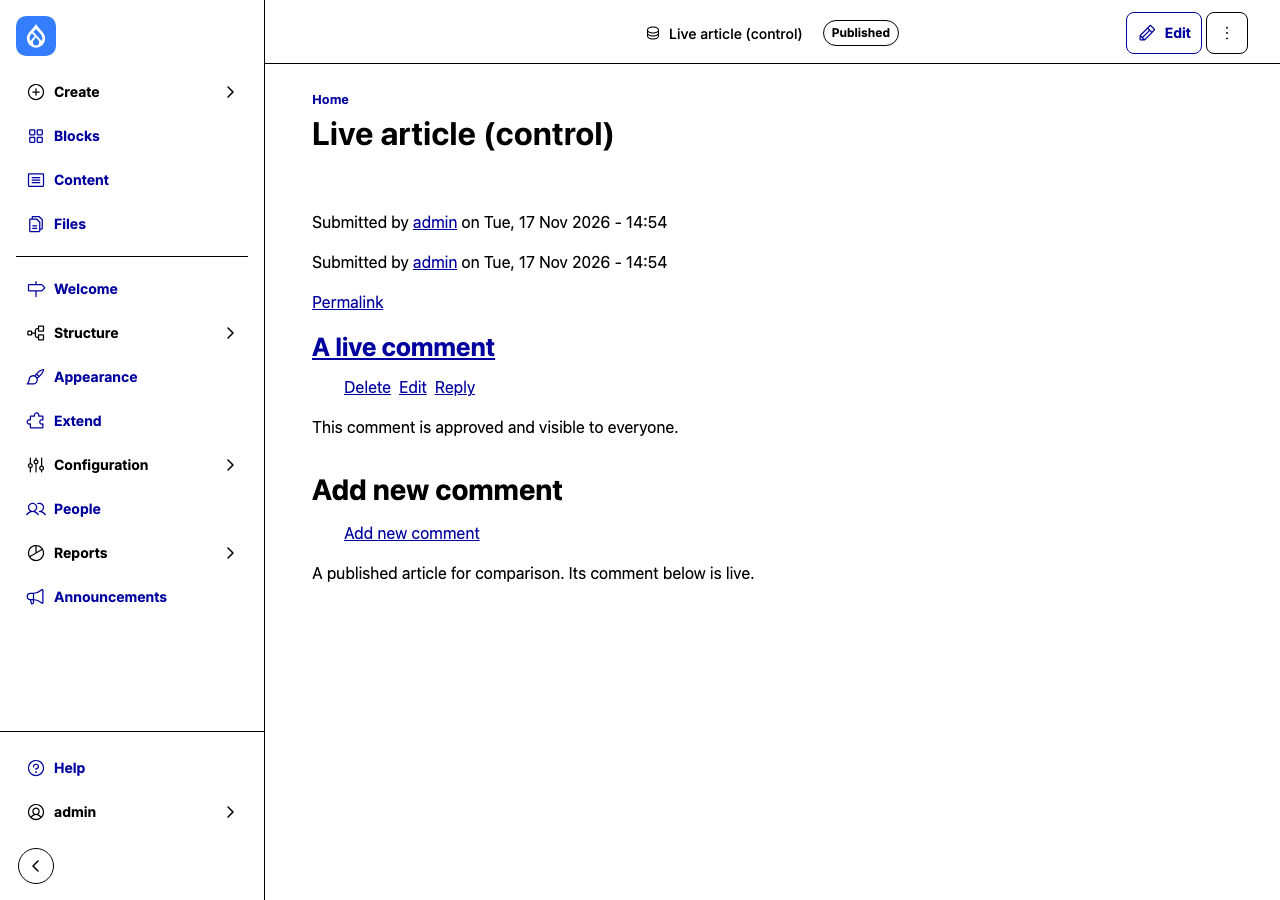 Create
Blocks
Content
Files
Welcome
Structure
Appearance
Extend
Configuration
People
Reports
Announcements
Help
admin
Live article (control) Published
Edit
Home
Live article (control)
Submitted by admin on Tue, 17 Nov 2026 - 14:54
Submitted by admin on Tue, 17 Nov 2026 - 14:54
Permalink
A live comment
Delete Edit Reply
This comment is approved and visible to everyone.
Add new comment
Add new comment
A published article for comparison. Its comment below is live.